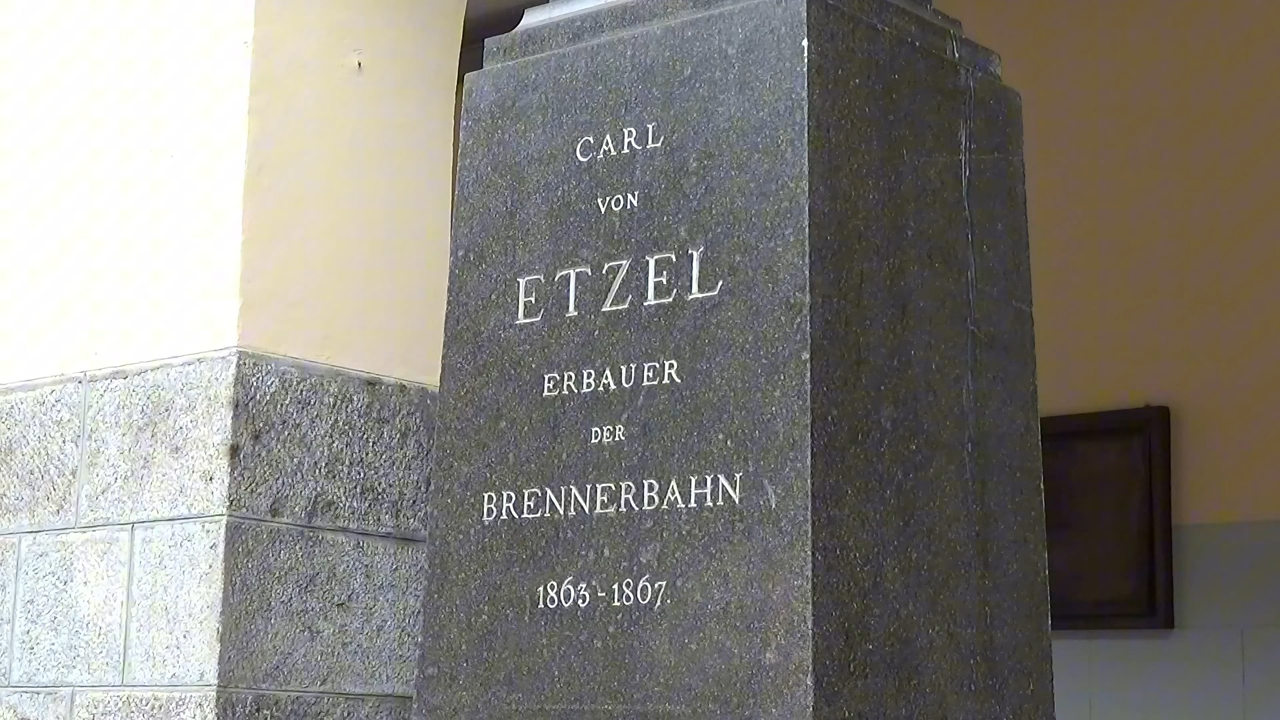 CARL
VON
ETZEL
ERBAUER
DER
BRENNERBAHN
1863-1867.